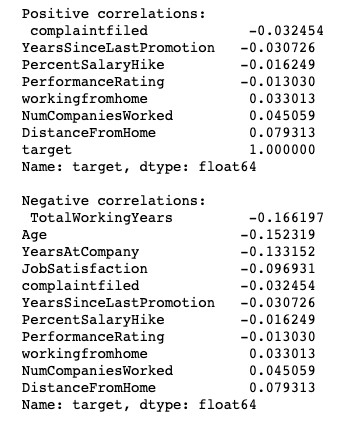 Positive correlations:
complaintfiled -0.032454
YearsSinceLastPromotion -0.030726
PercentSalaryHike -0.016249
PerformanceRating -0.013030
workingfromhome 0.033013
NumCompaniesWorked 0.045059
DistanceFromHome 0.079313
target 1.000000
Name: target, dtype: float64
Negative correlations:
TotalWorkingYears -0.166197
Age -0.152319
YearsAtCompany -0.133152
JobSatisfaction -0.096931
complaintfiled -0.032454
YearsSinceLastPromotion -0.030726
PercentSalaryHike -0.016249
PerformanceRating -0.013030
workingfromhome 0.033013
NumCompaniesWorked 0.045059
DistanceFromHome 0.079313
Name: target, dtype: float64